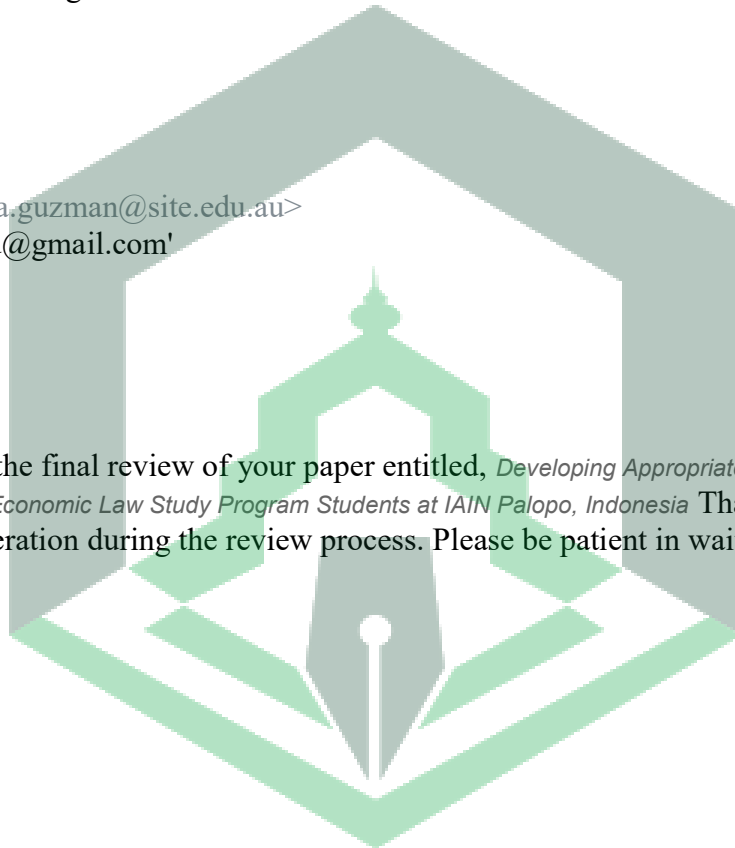 a.guzman@site.edu.au>
@gmail.com'
the final review of your paper entitled, Developing Appropriate
Economic Law Study Program Students at IAIN Palopo, Indonesia Tha
eration during the review process. Please be patient in wai